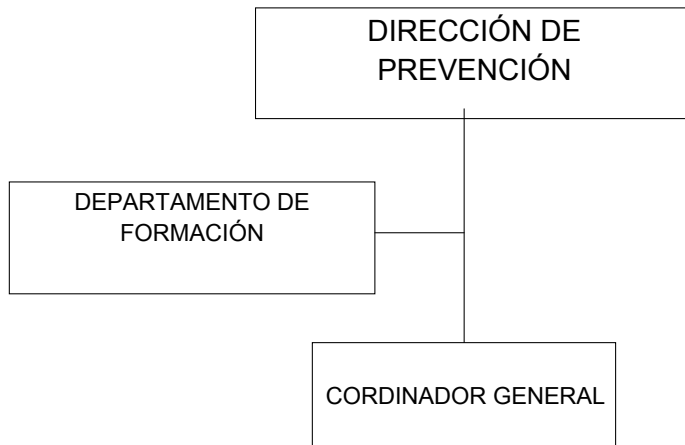 DIRECCIÓN DE
PREVENCIÓN
DEPARTAMENTO DE
FORMACIÓN
CORDINADOR GENERAL